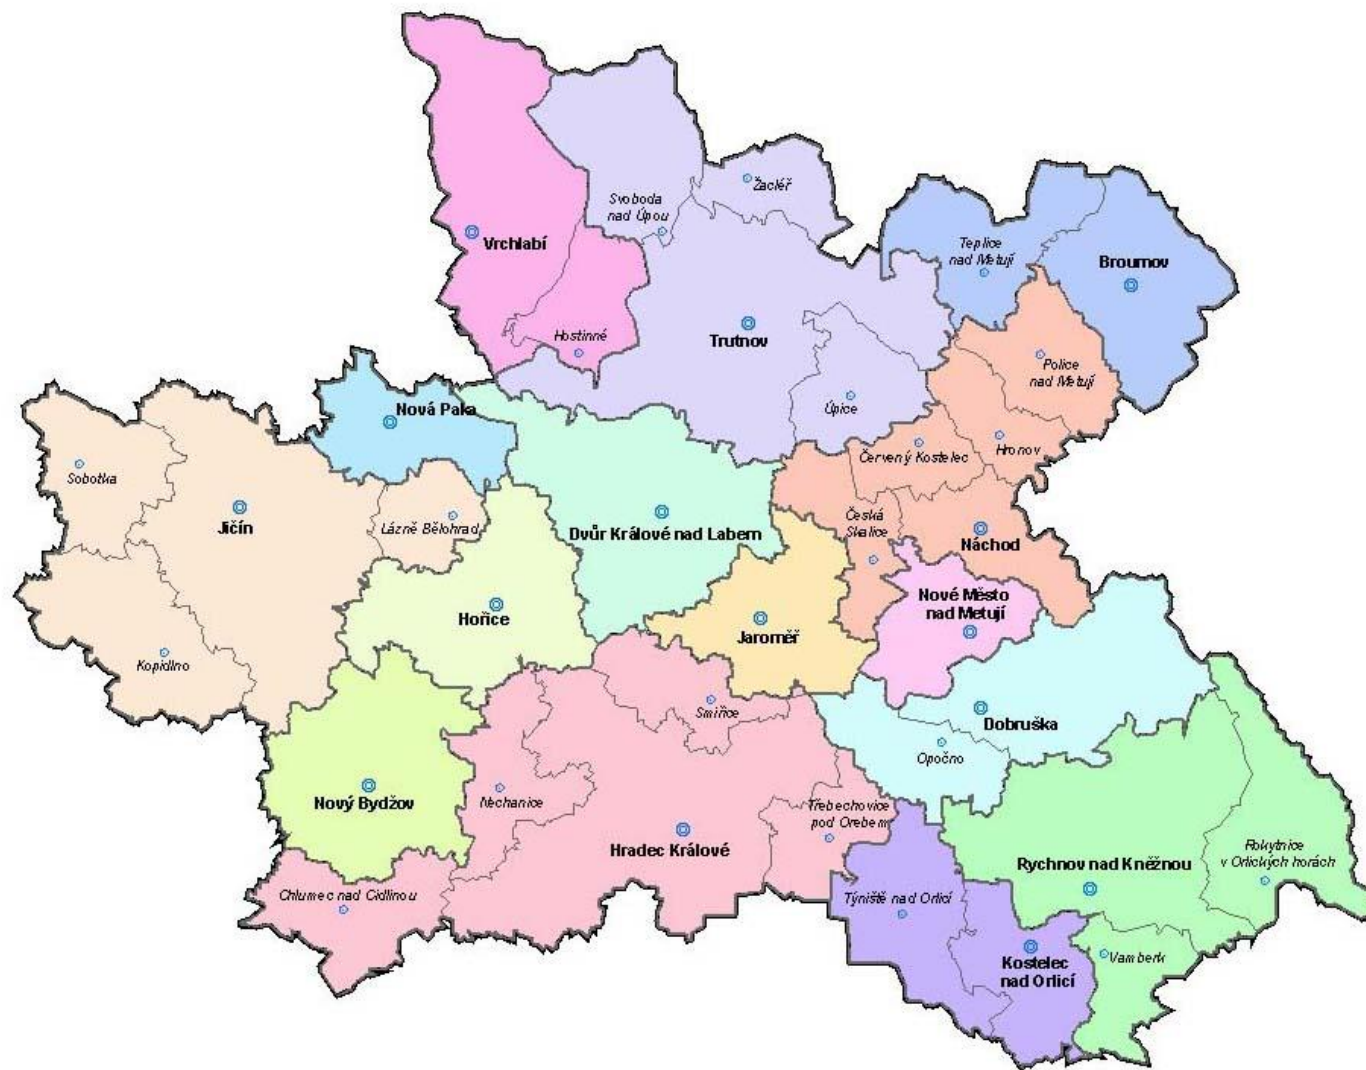 Žacléř
Svoboda
nad Úpou
Vrchlabí
Teplice
nad Metují
Broumov
Hostinné
Trutnov
Police
nad Metují
Úpice
Nová Paka
Červený Kostelec
Hronov
Sobotka
Jičín
Lázně Bělohrad
Dvůr Králové nad Labem
Česká
Skalice
Náchod
Nové Město
nad Metují
Hořice
Jaroměř
Kopidlno
Smiřice
Dobruška
Opočno
Nový Bydžov
Nechanice
Třebechovice
pod Orebem
Hradec Králové
Rokytnice
v Orlických horách
Rychnov nad Kněžnou
Chlumec nad Cidlinou
Týniště nad Orlicí
Kostelec
nad Orlicí
Vamberk